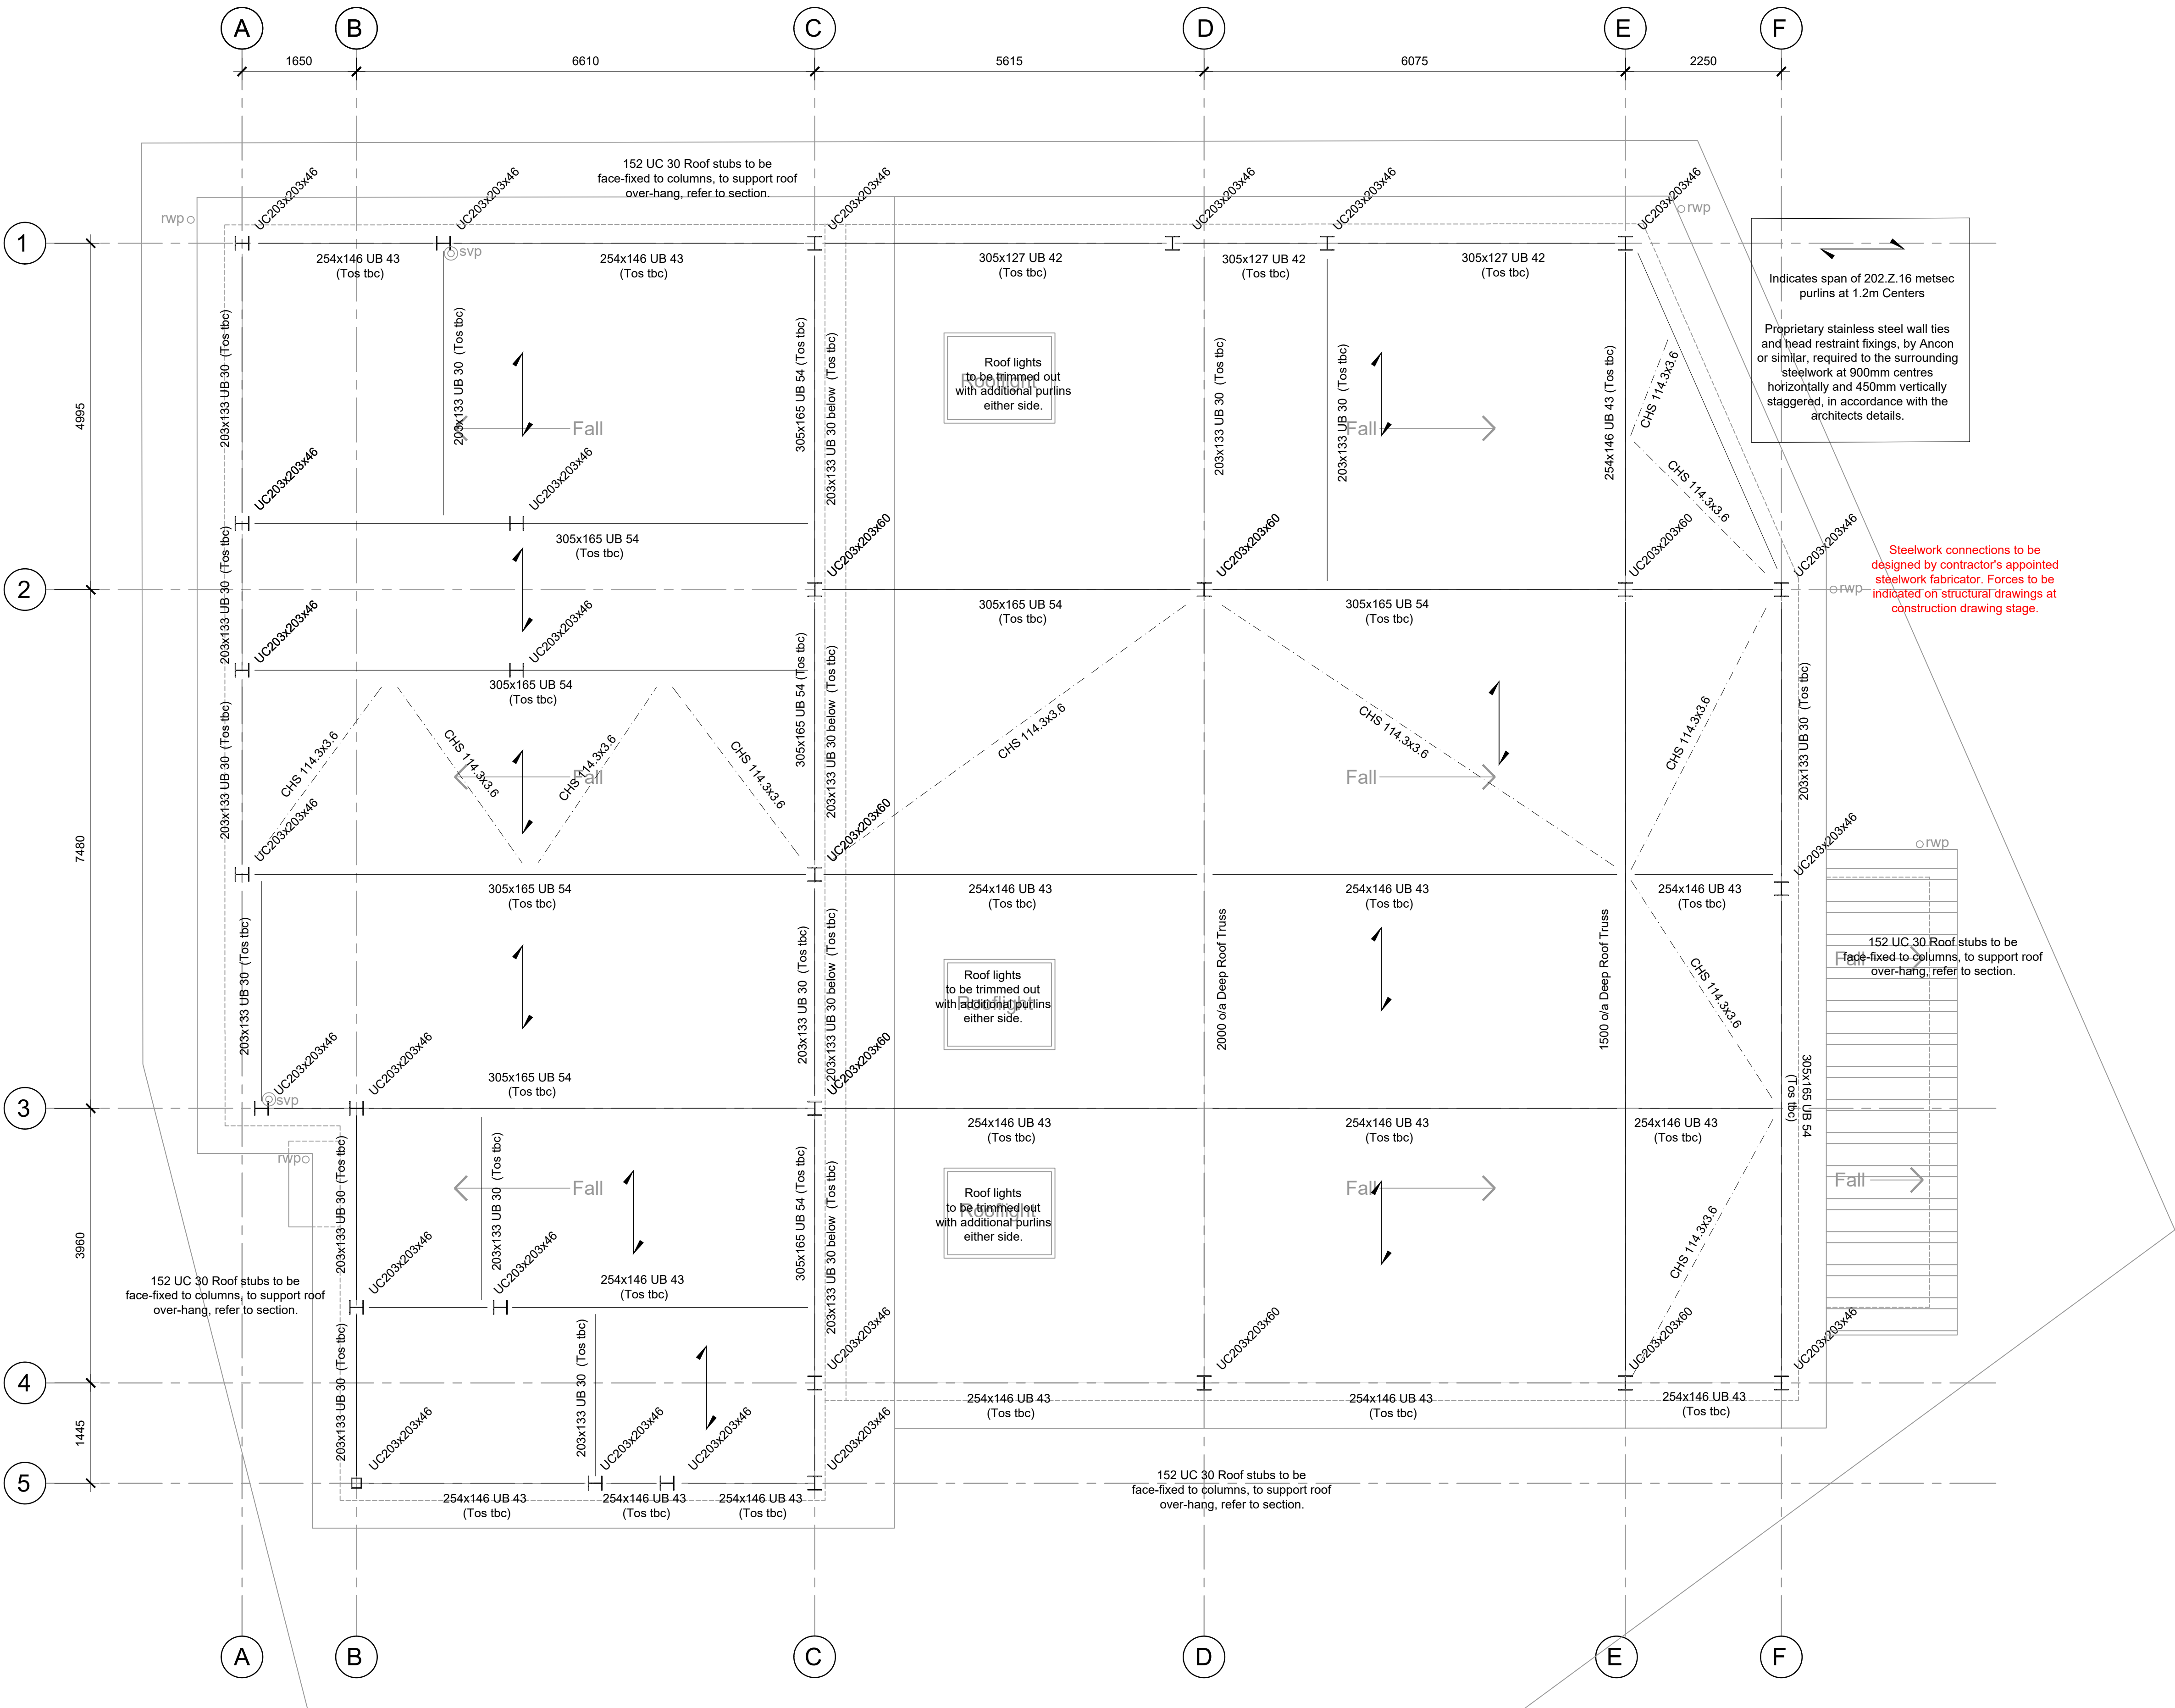 A
B
C
D
E
F
1650
6610
5615
6075
2250
152 UC 30 Roof stubs to be
face-fixed to columns, to support roof
over-hang, refer to section.
rwp
UC203x203x46
UC203x203x46
UC203x203x46
UC203x203x46
UC203x203x46
UC203x203x46
rwp
1
svp
254x146 UB 43
(Tos tbc)
254x146 UB 43
(Tos tbc)
305x127 UB 42
(Tos tbc)
305x127 UB 42
(Tos tbc)
305x127 UB 42
(Tos tbc)
Indicates span of 202.Z.16 metsec
purlins at 1.2m Centers
Proprietary stainless steel wall ties
and head restraint fixings, by Ancon
or similar, required to the surrounding
steelwork at 900mm centres
horizontally and 450mm vertically
staggered, in accordance with the
architects details.
4995
203x133 UB 30 (Tos tbc)
203x133 UB 30 (Tos tbc)
305x165 UB 54 (Tos tbc)
203x133 UB 30 below (Tos tbc)
Roof lights
to be trimmed out
with additional purlins
either side.
Rooflight
203x133 UB 30 (Tos tbc)
203x133 UB 30 (Tos tbc)
254x146 UB 43 (Tos tbc)
CHS 114.3x3.6
CHS 114.3x3.6
Fall
Fall
UC203x203x46
UC203x203x46
305x165 UB 54
(Tos tbc)
UC203x203x60
UC203x203x60
UC203x203x60
UC203x203x46
Steelwork connections to be
designed by contractor's appointed
steelwork fabricator. Forces to be
indicated on structural drawings at
construction drawing stage.
2
rwp
203x133 UB 30 (Tos tbc)
305x165 UB 54
(Tos tbc)
305x165 UB 54
(Tos tbc)
UC203x203x46
UC203x203x46
305x165 UB 54
(Tos tbc)
7480
203x133 UB 30 (Tos tbc)
CHS 114.3x3.6
CHS 114.3x3.6
CHS 114.3x3.6
CHS 114.3x3.6
305x165 UB 54 (Tos tbc)
203x133 UB 30 below (Tos tbc)
CHS 114.3x3.6
CHS 114.3x3.6
CHS 114.3x3.6
203x133 UB 30 (Tos tbc)
Fall
Fall
UC203x203x46
UC203x203x60
UC203x203x46
rwp
305x165 UB 54
(Tos tbc)
254x146 UB 43
(Tos tbc)
254x146 UB 43
(Tos tbc)
254x146 UB 43
(Tos tbc)
203x133 UB 30 (Tos tbc)
203x133 UB 30 (Tos tbc)
203x133 UB 30 below (Tos tbc)
Roof lights
to be trimmed out
with additional purlins
either side.
Rooflight
2000 o/a Deep Roof Truss
1500 o/a Deep Roof Truss
CHS 114.3x3.6
152 UC 30 Roof stubs to be
face-fixed to columns, to support roof
over-hang, refer to section.
Fall
UC203x203x46
UC203x203x46
305x165 UB 54
(Tos tbc)
UC203x203x60
305x165 UB 54
(Tos tbc)
3
svp
254x146 UB 43
(Tos tbc)
254x146 UB 43
(Tos tbc)
254x146 UB 43
(Tos tbc)
rwp
203x133 UB 30 (Tos tbc)
203x133 UB 30 (Tos tbc)
305x165 UB 54 (Tos tbc)
203x133 UB 30 below (Tos tbc)
Fall
Roof lights
to be trimmed out
with additional purlins
either side.
Rooflight
Fall
Fall
3960
CHS 114.3x3.6
152 UC 30 Roof stubs to be
face-fixed to columns, to support roof
over-hang, refer to section.
UC203x203x46
UC203x203x46
254x146 UB 43
(Tos tbc)
UC203x203x46
UC203x203x60
UC203x203x60
UC203x203x46
4
203x133 UB 30 (Tos tbc)
203x133 UB 30 (Tos tbc)
254x146 UB 43
(Tos tbc)
254x146 UB 43
(Tos tbc)
254x146 UB 43
(Tos tbc)
1445
UC203x203x46
UC203x203x46
UC203x203x46
UC203x203x46
5
254x146 UB 43
(Tos tbc)
254x146 UB 43
(Tos tbc)
254x146 UB 43
(Tos tbc)
152 UC 30 Roof stubs to be
face-fixed to columns, to support roof
over-hang, refer to section.
A
B
C
D
E
F